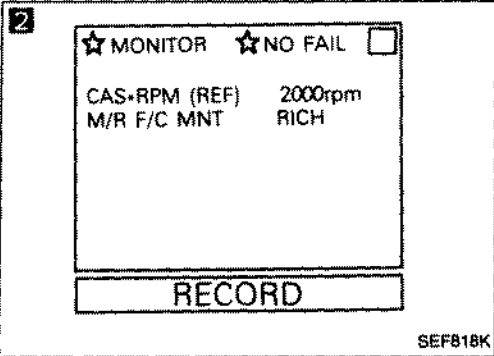 2
☆ MONITOR ☆ NO FAIL
CAS•RPM (REF) 2000rpm
M/R F/C MNT RICH
RECORD
SEF818K